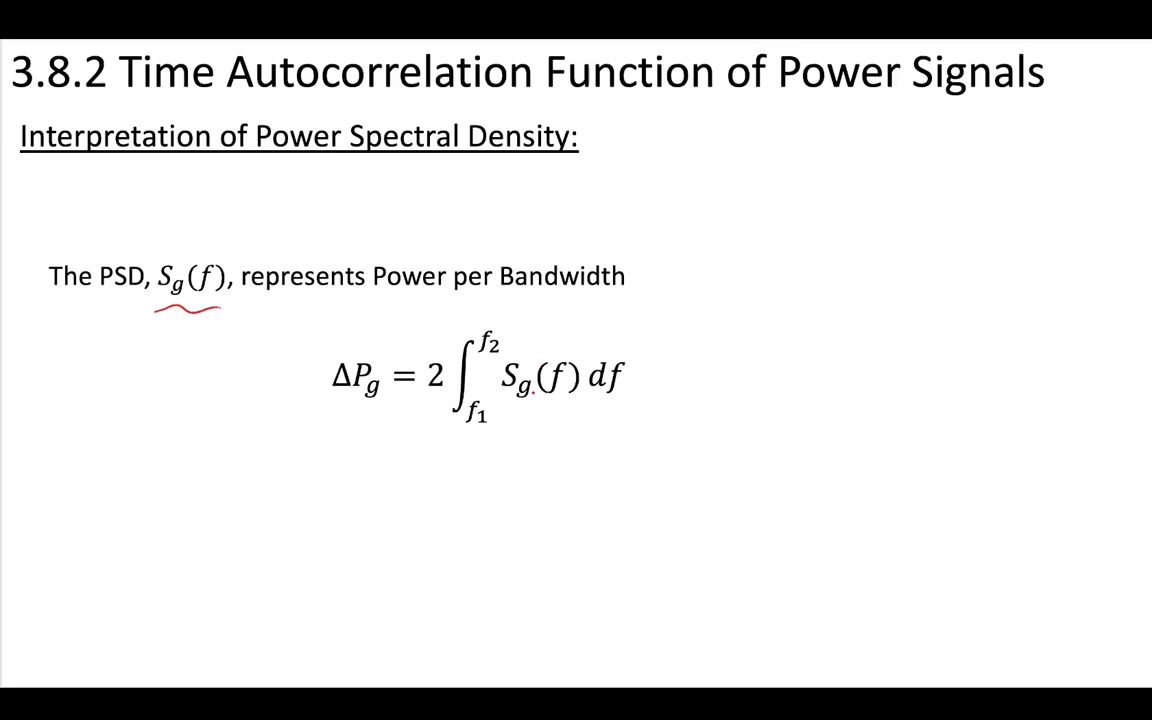 3.8.2 Time Autocorrelation Function of Power Signals
Interpretation of Power Spectral Density:
The PSD, S_g(f), represents Power per Bandwidth
ΔP_g = 2 ∫_{f_1}^{f_2} S_g(f) df